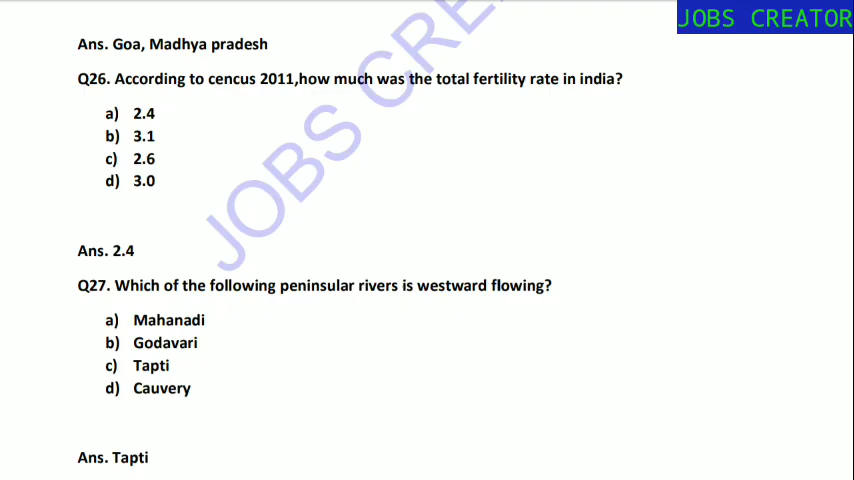 JOBS CREATOR
Ans. Goa, Madhya pradesh
Q26. According to cencus 2011,how much was the total fertility rate in india?
a) 2.4
b) 3.1
c) 2.6
d) 3.0
Ans. 2.4
Q27. Which of the following peninsular rivers is westward flowing?
a) Mahanadi
b) Godavari
c) Tapti
d) Cauvery
Ans. Tapti
JOBS CRE